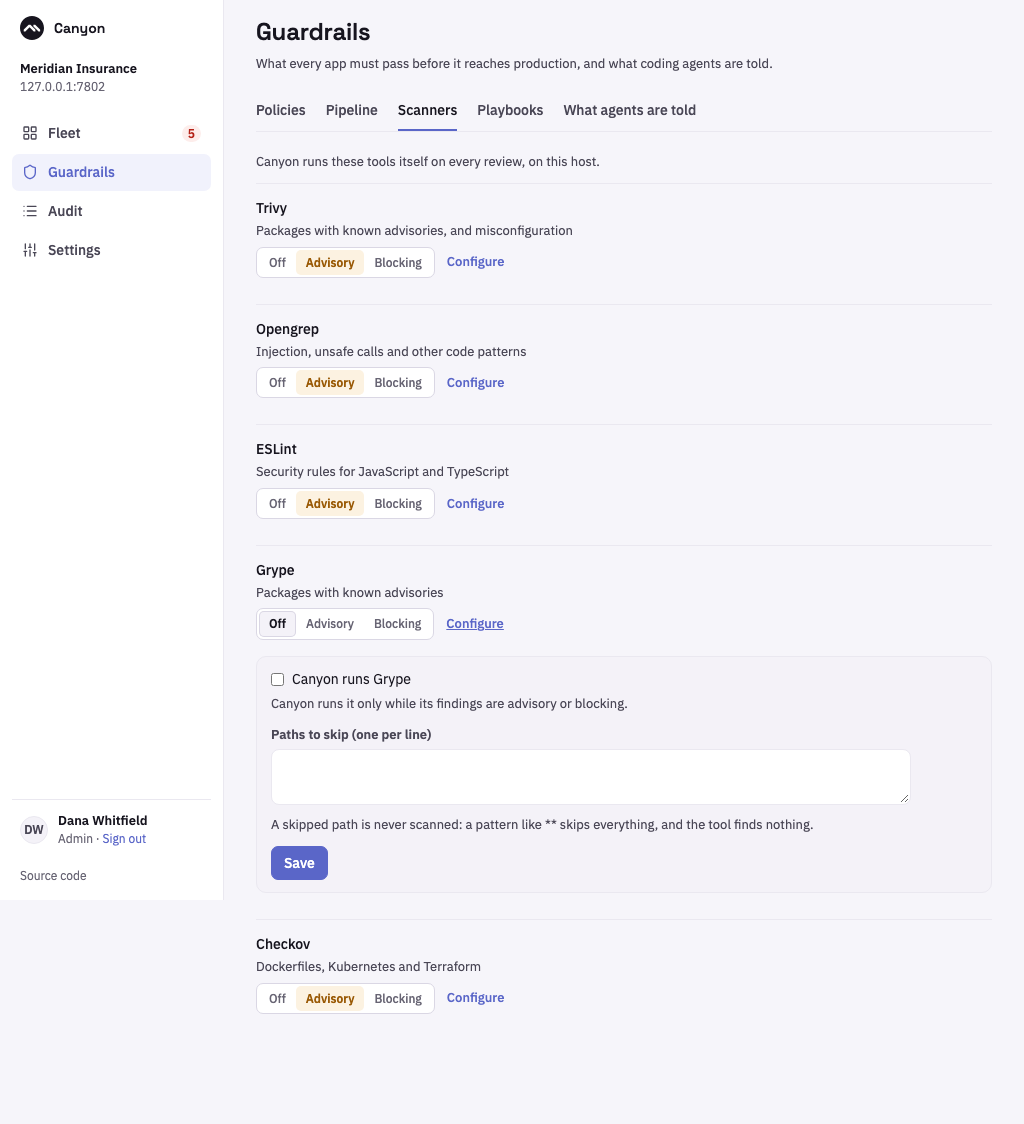 Canyon
Meridian Insurance
127.0.0.1:7802
Fleet 5
Guardrails
Audit
Settings
DW
Dana Whitfield
Admin · Sign out
Source code
Guardrails
What every app must pass before it reaches production, and what coding agents are told.
Policies Pipeline Scanners Playbooks What agents are told
Canyon runs these tools itself on every review, on this host.
Trivy
Packages with known advisories, and misconfiguration
Off Advisory Blocking Configure
Opengrep
Injection, unsafe calls and other code patterns
Off Advisory Blocking Configure
ESLint
Security rules for JavaScript and TypeScript
Off Advisory Blocking Configure
Grype
Packages with known advisories
Off Advisory Blocking Configure
Canyon runs Grype
Canyon runs it only while its findings are advisory or blocking.
Paths to skip (one per line)
A skipped path is never scanned: a pattern like ** skips everything, and the tool finds nothing.
Save
Checkov
Dockerfiles, Kubernetes and Terraform
Off Advisory Blocking Configure